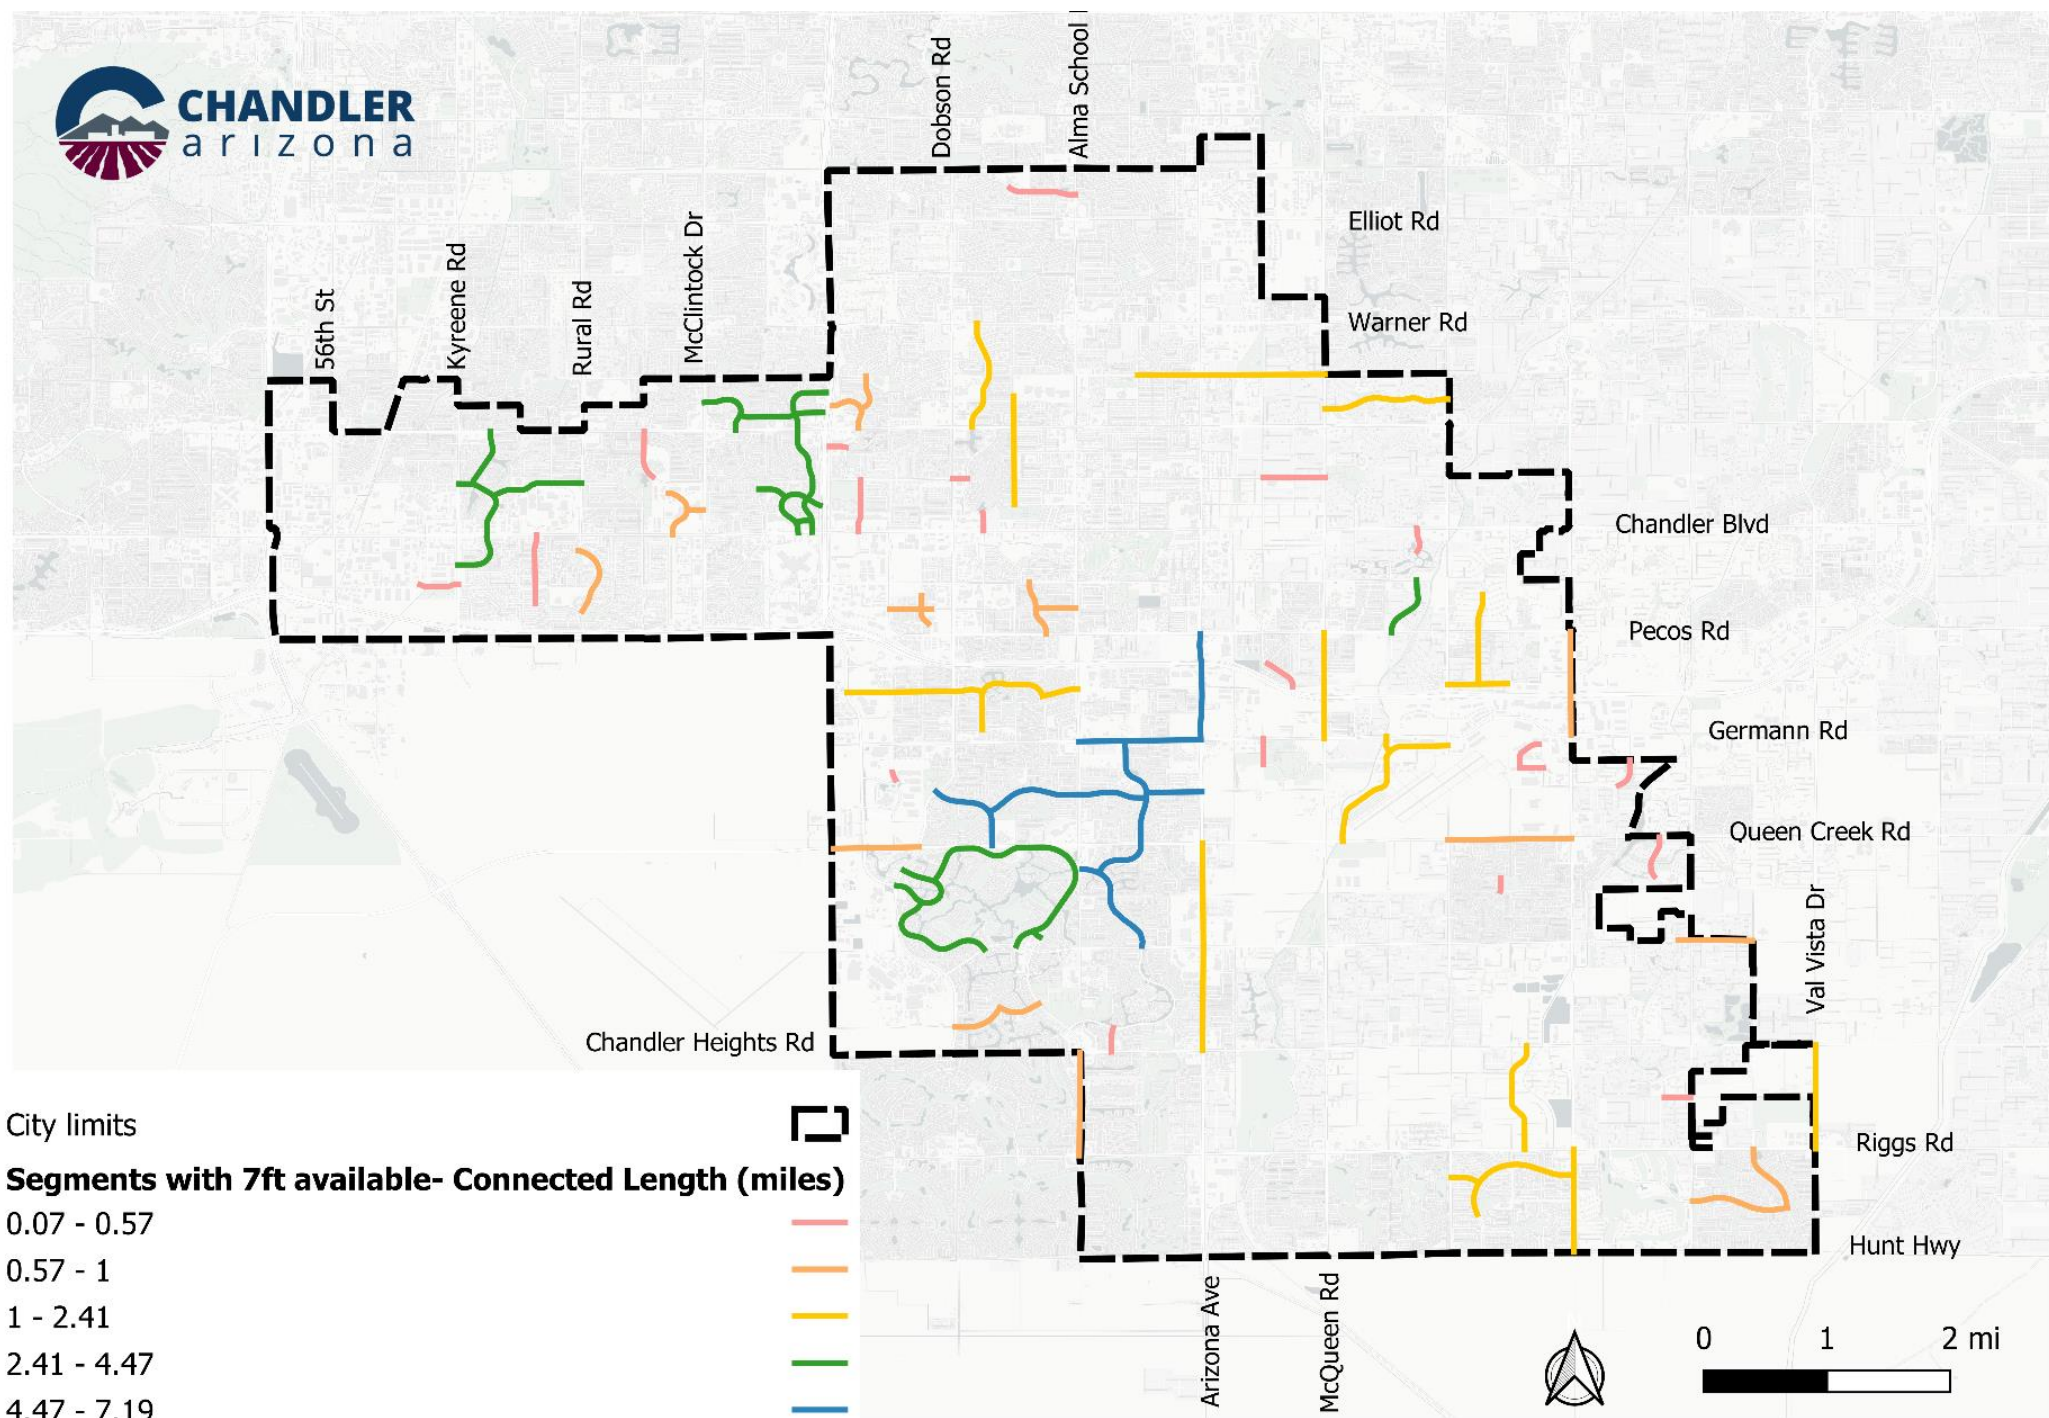 CHANDLER
arizona
Dobson Rd
Alma School
Elliot Rd
McClintock Dr
Kyreene Rd
Rural Rd
56th St
Warner Rd
Chandler Blvd
Pecos Rd
Germann Rd
Queen Creek Rd
Val Vista Dr
Chandler Heights Rd
City limits
Segments with 7ft available- Connected Length (miles)
0.07 - 0.57
0.57 - 1
1 - 2.41
2.41 - 4.47
4.47 - 7.19
Riggs Rd
Hunt Hwy
Arizona Ave
McQueen Rd
0 1 2 mi